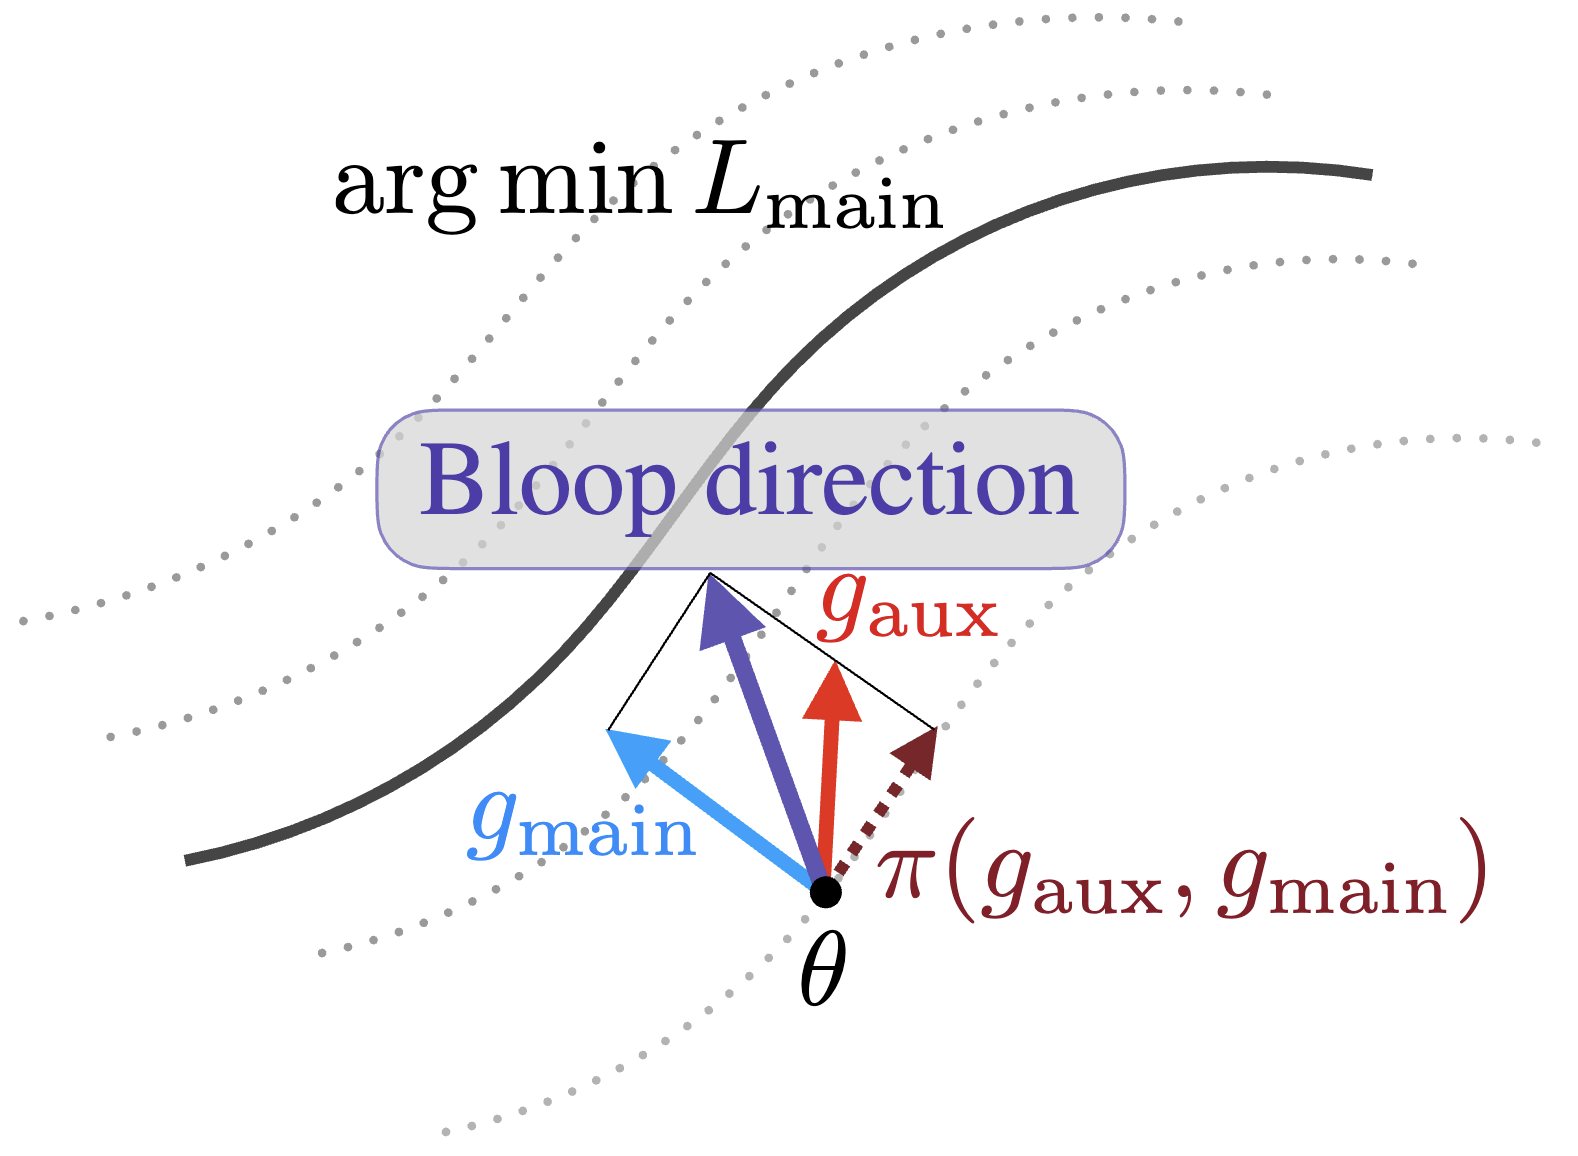 arg min L_main
Bloop direction
g_aux
g_main
π(g_aux, g_main)
θ